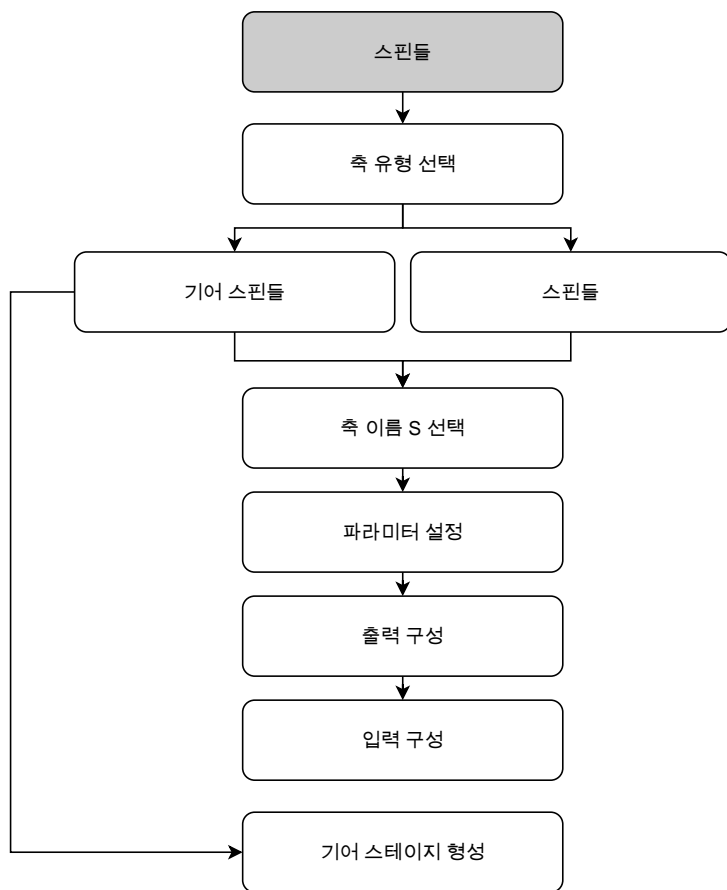 스핀들
축 유형 선택
기어 스핀들
스핀들
축 이름 S 선택
파라미터 설정
출력 구성
입력 구성
기어 스테이지 형성